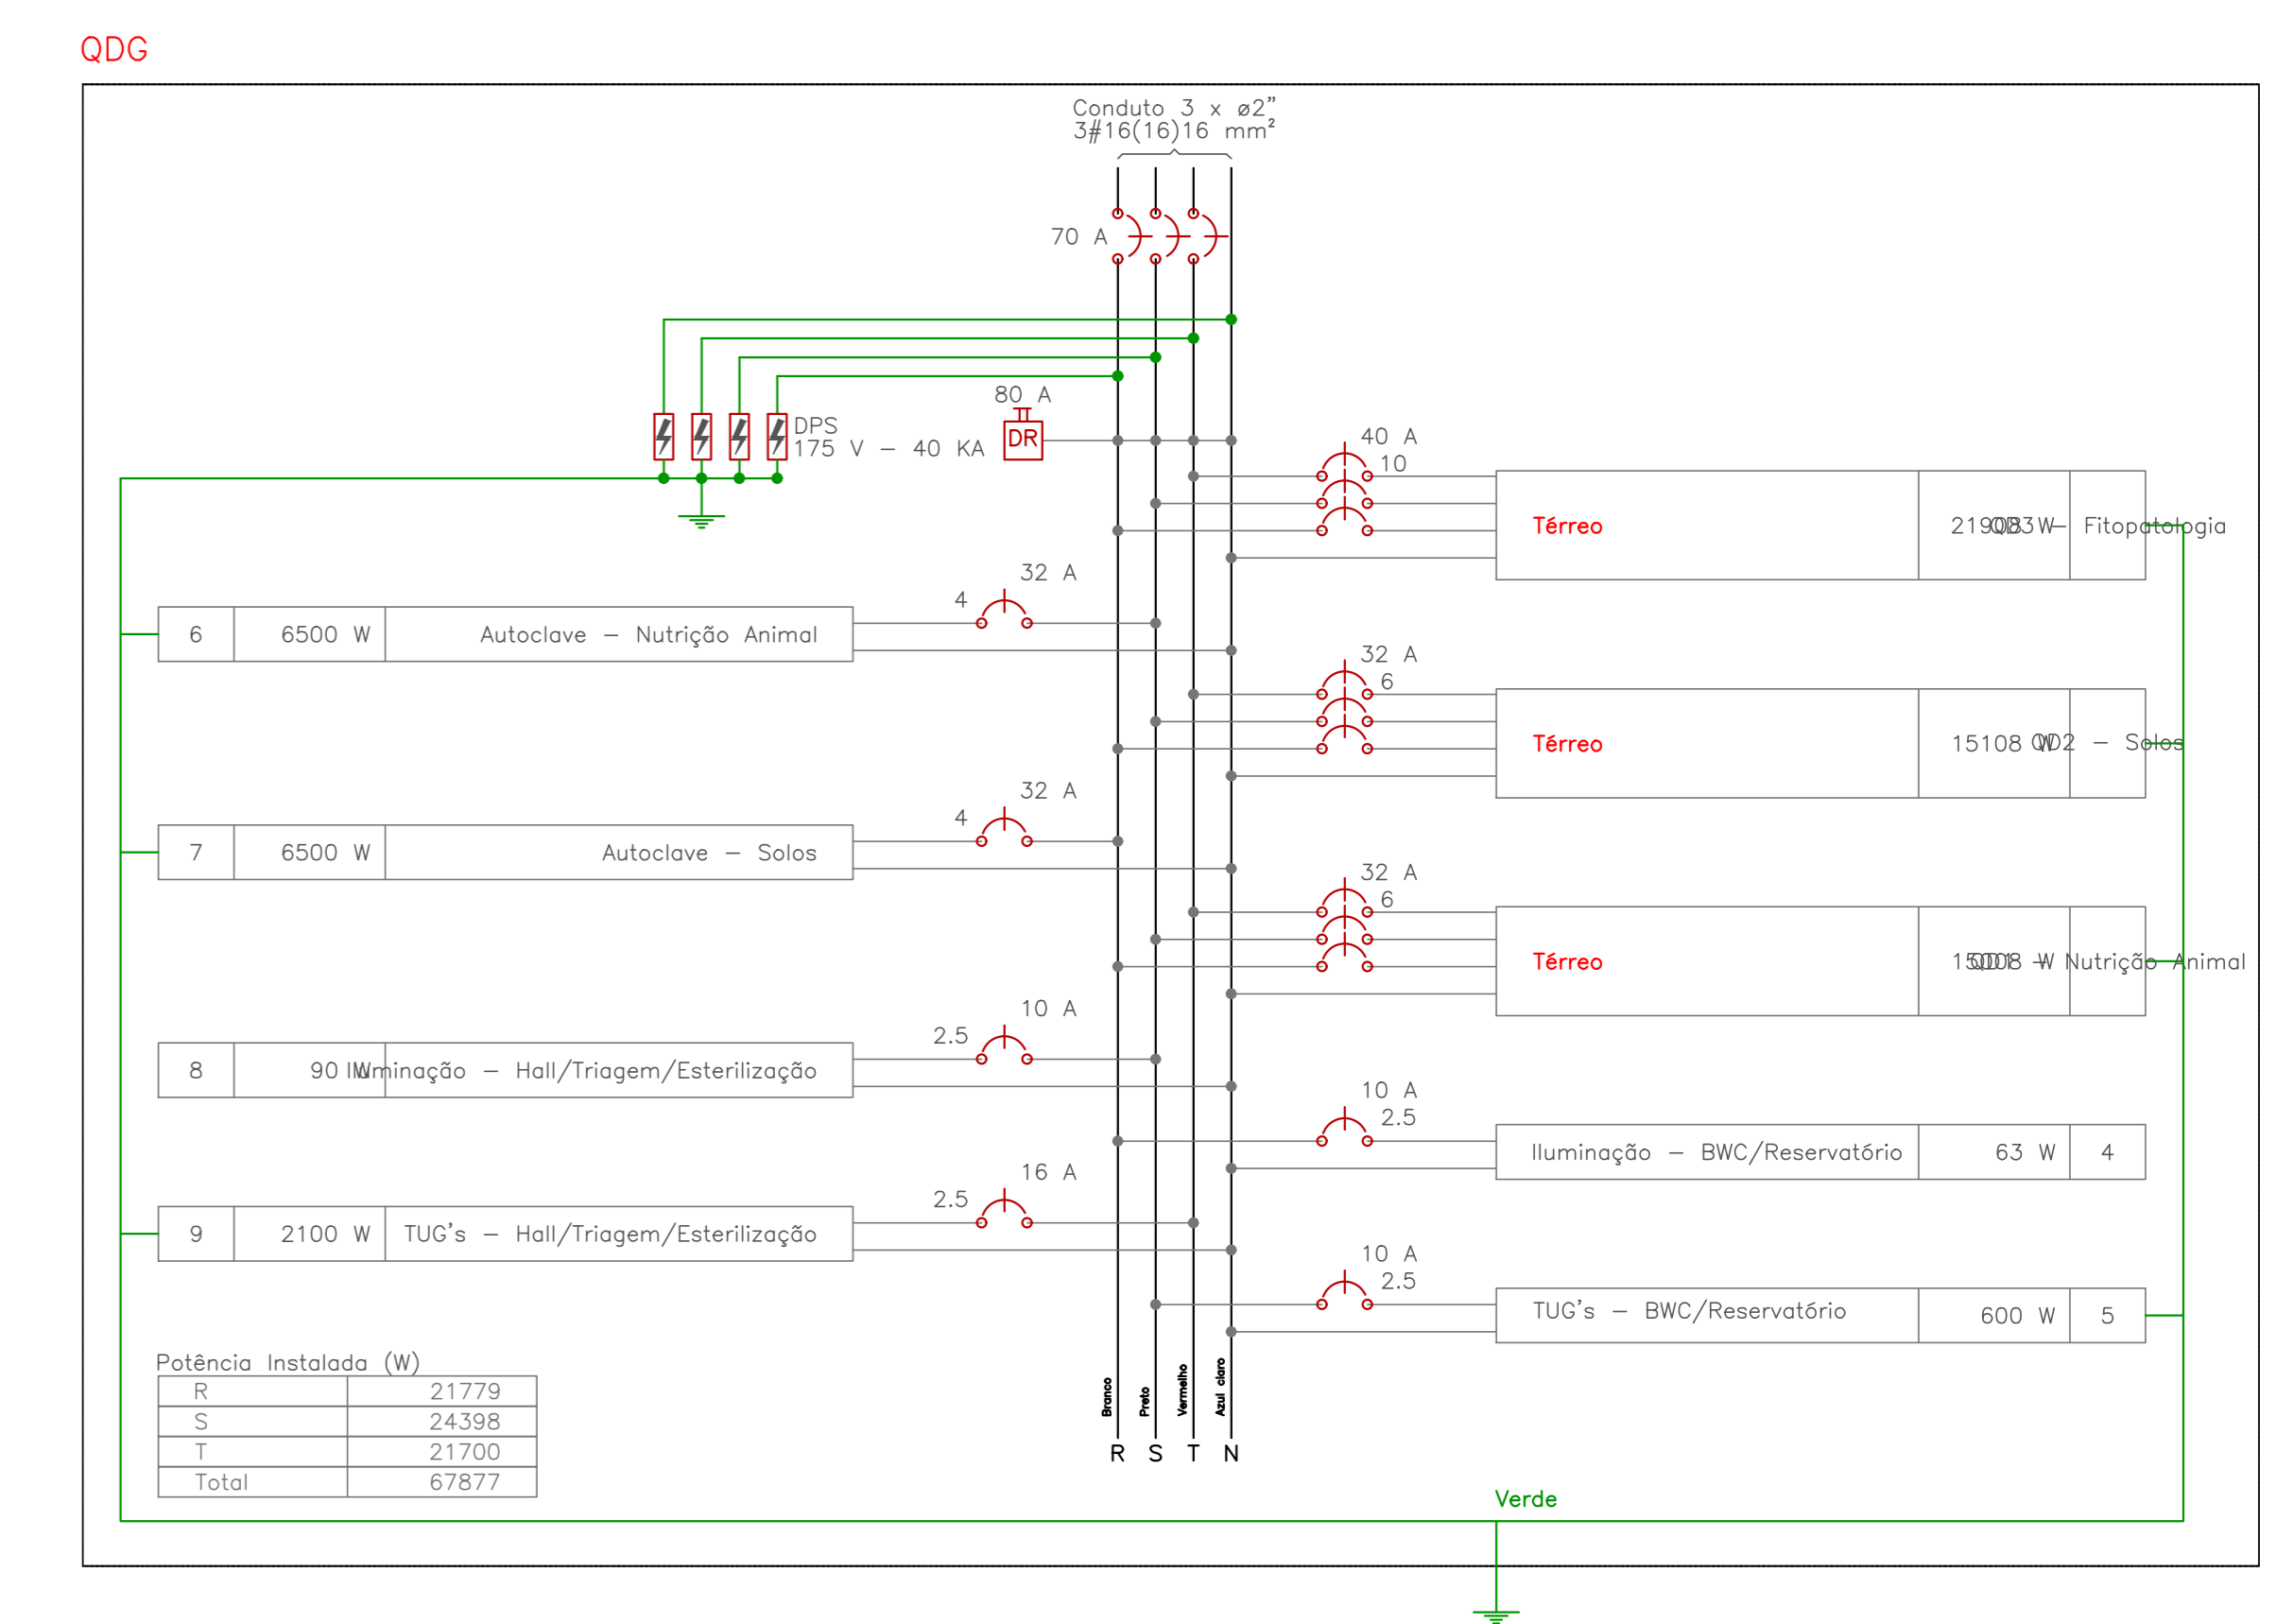 QDG
Conduto 3 x ø2"
3#16(16)16 mm²
70 A
80 A
DR
DPS
175 V - 40 KA
40 A
10
Térreo
W
QD3 - Fitopatologia
32 A
4
6
6500 W
Autoclave - Nutrição Animal
32 A
6
Térreo
15108 W
QD2 - Solos
32 A
4
7
6500 W
Autoclave - Solos
32 A
6
Térreo
W
QD1 - Nutrição Animal
10 A
2.5
8
90 W
Iluminação - Hall/Triagem/Esterilização
10 A
2.5
Iluminação - BWC/Reservatório
63 W
4
16 A
2.5
9
2100 W
TUG's - Hall/Triagem/Esterilização
10 A
2.5
TUG's - BWC/Reservatório
600 W
5
Potência Instalada (W)
R 21779
S 24398
T 21700
Total 67877
Branco
Preto
Vermelho
Azul claro
R S T N
Verde